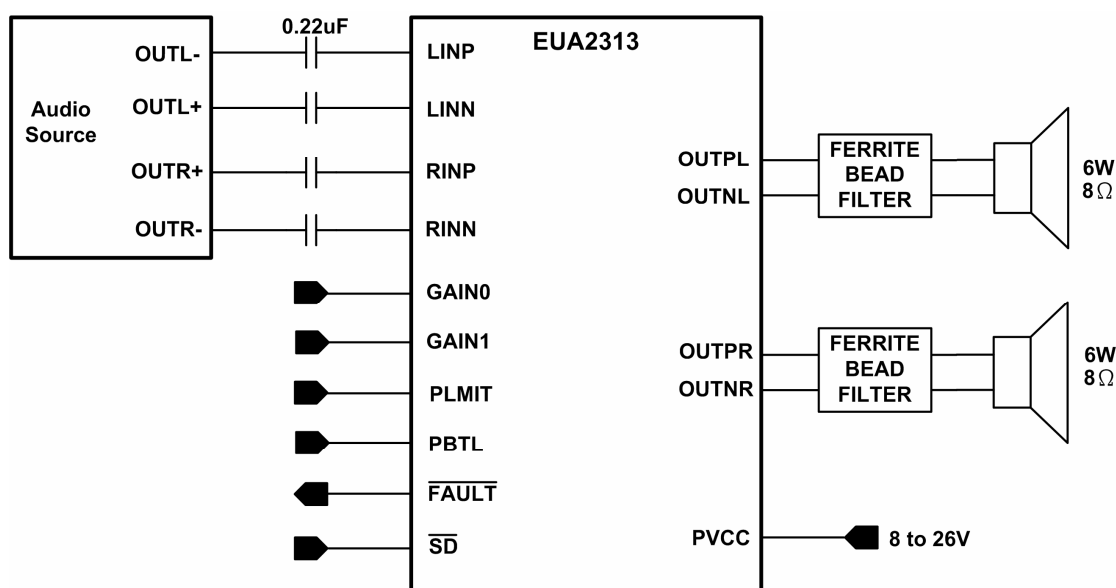 0.22uF
EUA2313
Audio
Source
OUTL-
OUTL+
OUTR+
OUTR-
LINP
LINN
RINP
RINN
GAIN0
GAIN1
PLMIT
PBTL
FAULT
SD
OUTPL
OUTNL
FERRITE
BEAD
FILTER
6W
8Ω
OUTPR
OUTNR
FERRITE
BEAD
FILTER
6W
8Ω
PVCC
8 to 26V